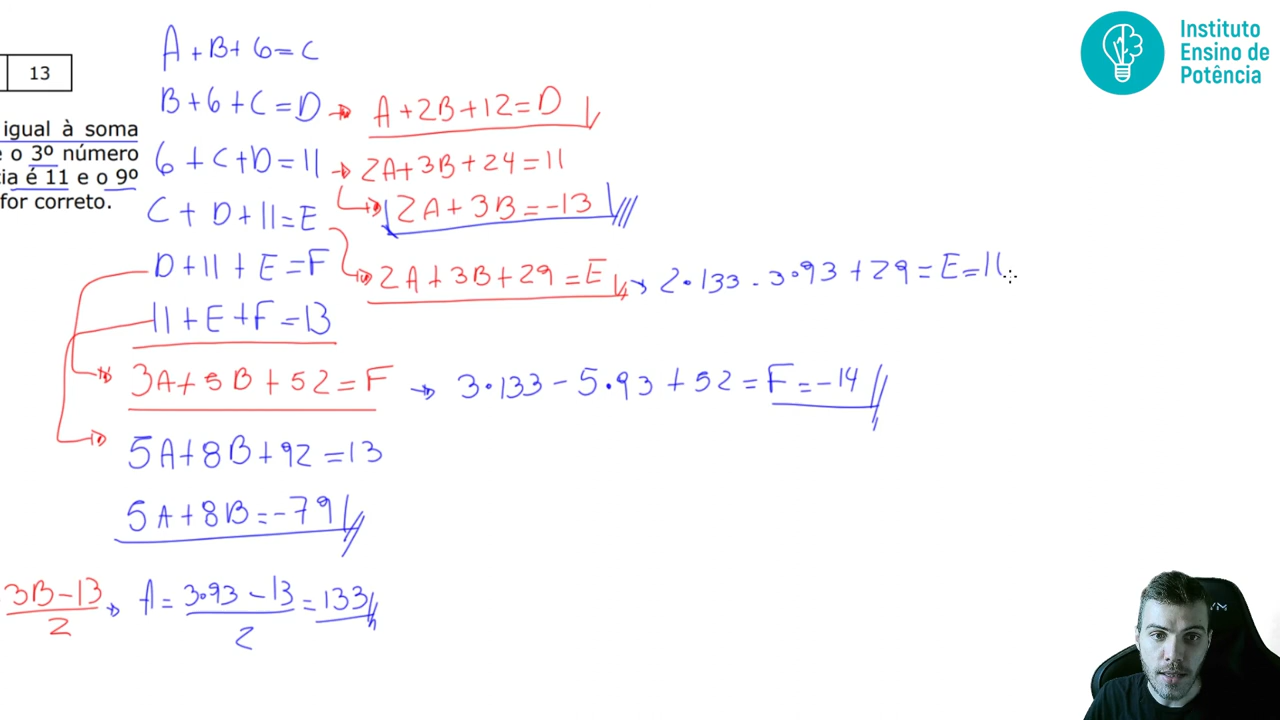 Instituto
Ensino de
Potência
13
igual à soma
e o 3º número
cia é 11 e o 9º
for correto.
A+B+6=C
B+6+C=D → A+2B+12=D
6+C+D=11 → 2A+3B+24=11
2A+3B=-13
C+D+11=E
D+11+E=F
2A+3B+29=E → 2·133-3·93+29=E=16
11+E+F=13
3A+5B+52=F → 3·133-5·93+52=F=-14
5A+8B+92=13
5A+8B=-79
3B-13
2
→ A=
3·93-13
2
=133